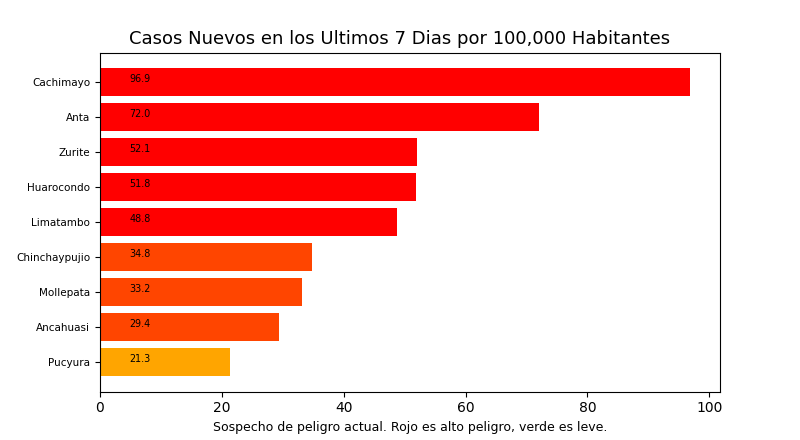 Casos Nuevos en los Ultimos 7 Dias por 100,000 Habitantes
Cachimayo 96.9
Anta 72.0
Zurite 52.1
Huarocondo 51.8
Limatambo 48.8
Chinchaypujio 34.8
Mollepata 33.2
Ancahuasi 29.4
Pucyura 21.3
0 20 40 60 80 100
Sospecho de peligro actual. Rojo es alto peligro, verde es leve.